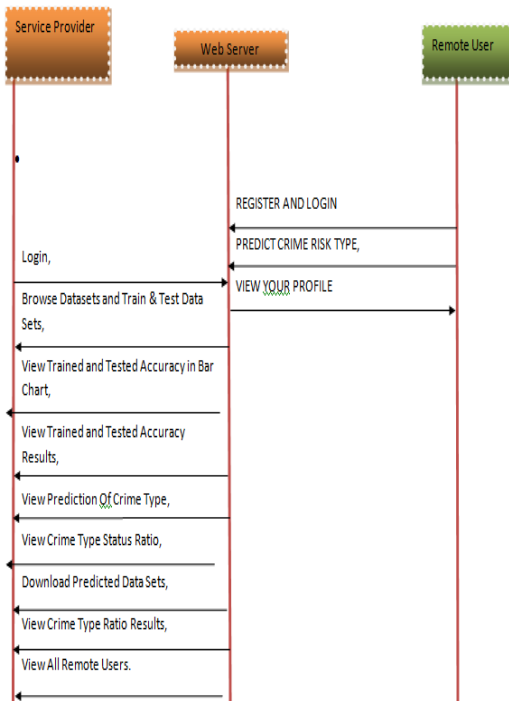 Service Provider
Web Server
Remote User
REGISTER AND LOGIN
PREDICT CRIME RISK TYPE,
VIEW YOUR PROFILE
Login,
Browse Datasets and Train & Test Data
Sets,
View Trained and Tested Accuracy in Bar
Chart,
View Trained and Tested Accuracy
Results,
View Prediction Of Crime Type,
View Crime Type Status Ratio,
Download Predicted Data Sets,
View Crime Type Ratio Results,
View All Remote Users.